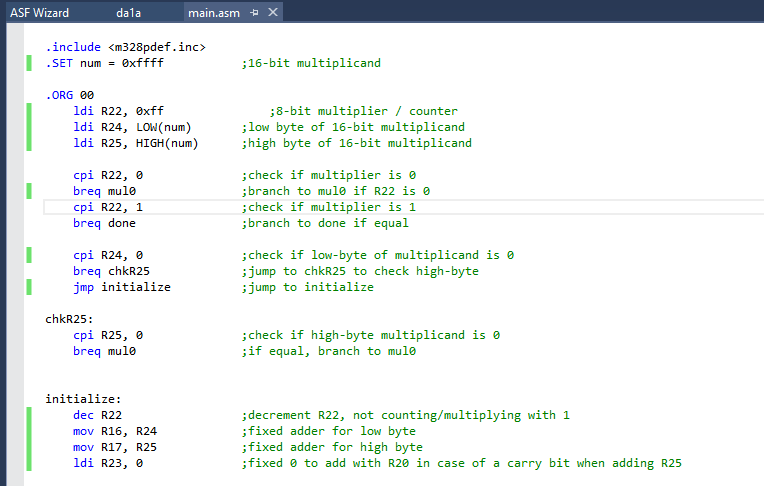 ASF Wizard da1a main.asm
.include <m328pdef.inc>
.SET num = 0xffff ;16-bit multiplicand
.ORG 00
ldi R22, 0xff ;8-bit multiplier / counter
ldi R24, LOW(num) ;low byte of 16-bit multiplicand
ldi R25, HIGH(num) ;high byte of 16-bit multiplicand
cpi R22, 0 ;check if multiplier is 0
breq mul0 ;branch to mul0 if R22 is 0
cpi R22, 1 ;check if multiplier is 1
breq done ;branch to done if equal
cpi R24, 0 ;check if low-byte of multiplicand is 0
breq chkR25 ;jump to chkR25 to check high-byte
jmp initialize ;jump to initialize
chkR25:
cpi R25, 0 ;check if high-byte multiplicand is 0
breq mul0 ;if equal, branch to mul0
initialize:
dec R22 ;decrement R22, not counting/multiplying with 1
mov R16, R24 ;fixed adder for low byte
mov R17, R25 ;fixed adder for high byte
ldi R23, 0 ;fixed 0 to add with R20 in case of a carry bit when adding R25